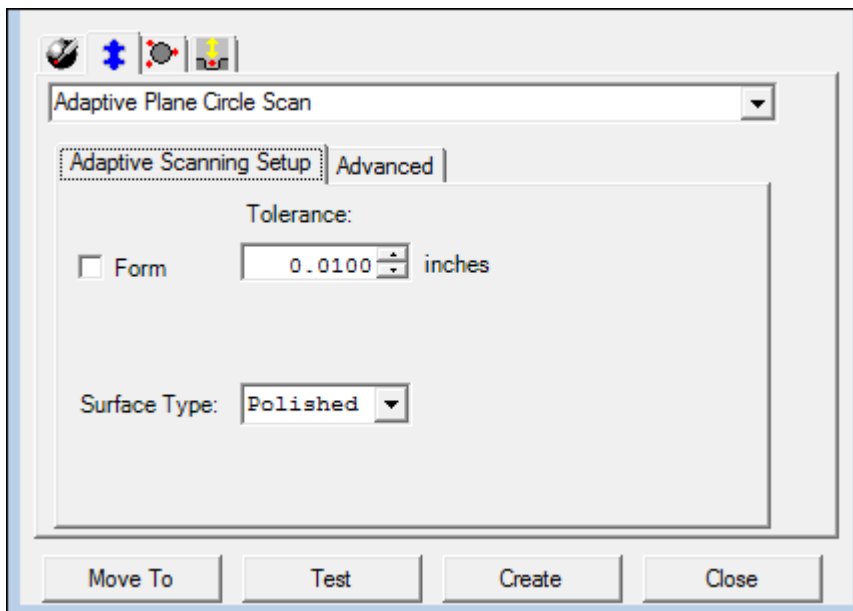 Adaptive Plane Circle Scan
Adaptive Scanning Setup Advanced
Tolerance:
Form 0.0100 inches
Surface Type: Polished
Move To Test Create Close